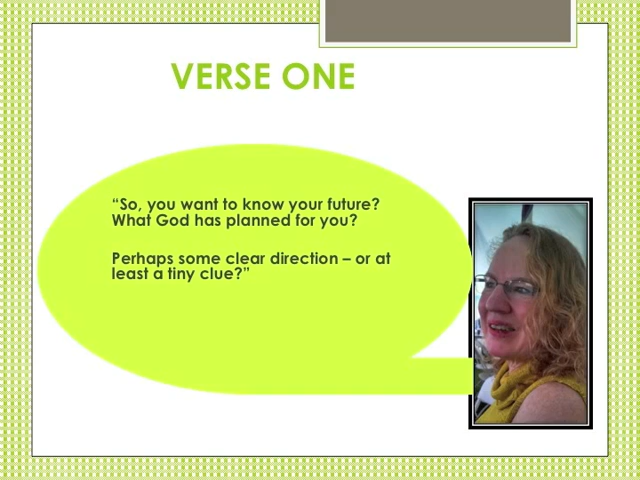 VERSE ONE
“So, you want to know your future?
What God has planned for you?
Perhaps some clear direction – or at
least a tiny clue?”